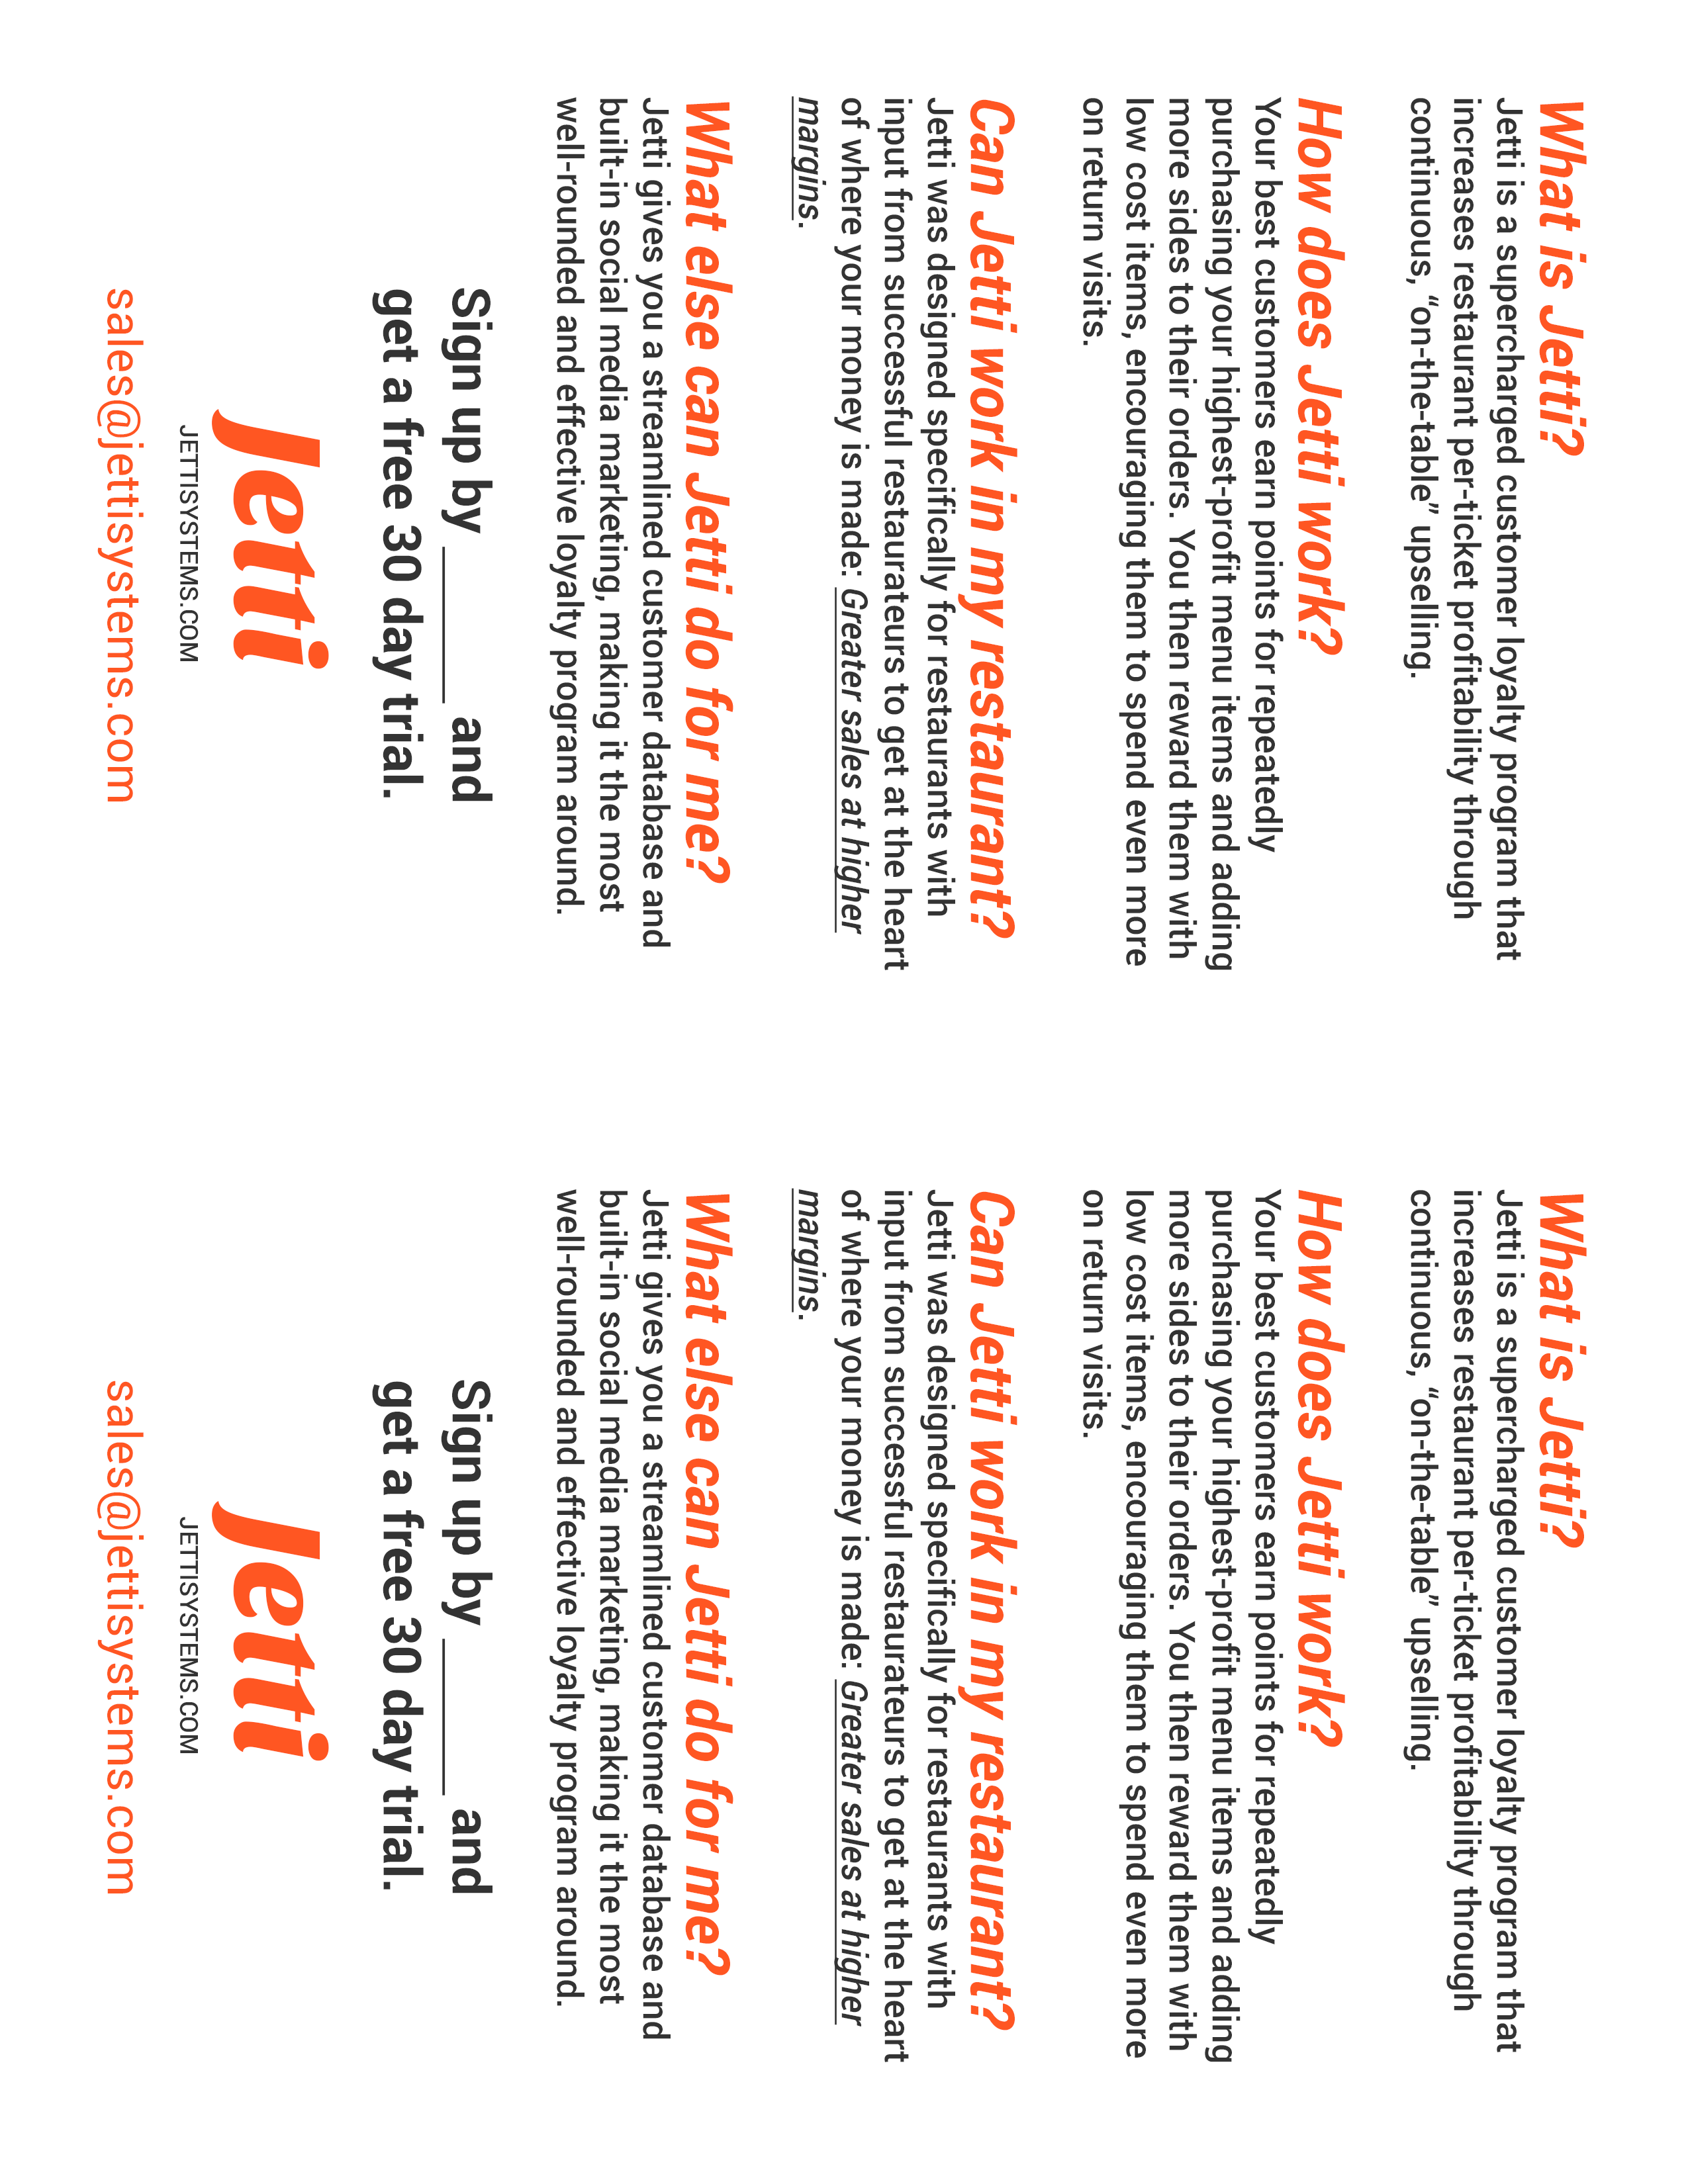 What is Jetti?
Jetti is a supercharged customer loyalty program that
increases restaurant per-ticket profitability through
continuous, “on-the-table” upselling.
How does Jetti work?
Your best customers earn points for repeatedly
purchasing your highest-profit menu items and adding
more sides to their orders. You then reward them with
low cost items, encouraging them to spend even more
on return visits.
Can Jetti work in my restaurant?
Jetti was designed specifically for restaurants with
input from successful restaurateurs to get at the heart
of where your money is made: Greater sales at higher
margins.
What else can Jetti do for me?
Jetti gives you a streamlined customer database and
built-in social media marketing, making it the most
well-rounded and effective loyalty program around.
Sign up by ______ and
get a free 30 day trial.
Jetti
JETTISYSTEMS.COM
sales@jettisystems.com
What is Jetti?
Jetti is a supercharged customer loyalty program that
increases restaurant per-ticket profitability through
continuous, “on-the-table” upselling.
How does Jetti work?
Your best customers earn points for repeatedly
purchasing your highest-profit menu items and adding
more sides to their orders. You then reward them with
low cost items, encouraging them to spend even more
on return visits.
Can Jetti work in my restaurant?
Jetti was designed specifically for restaurants with
input from successful restaurateurs to get at the heart
of where your money is made: Greater sales at higher
margins.
What else can Jetti do for me?
Jetti gives you a streamlined customer database and
built-in social media marketing, making it the most
well-rounded and effective loyalty program around.
Sign up by ______ and
get a free 30 day trial.
Jetti
JETTISYSTEMS.COM
sales@jettisystems.com